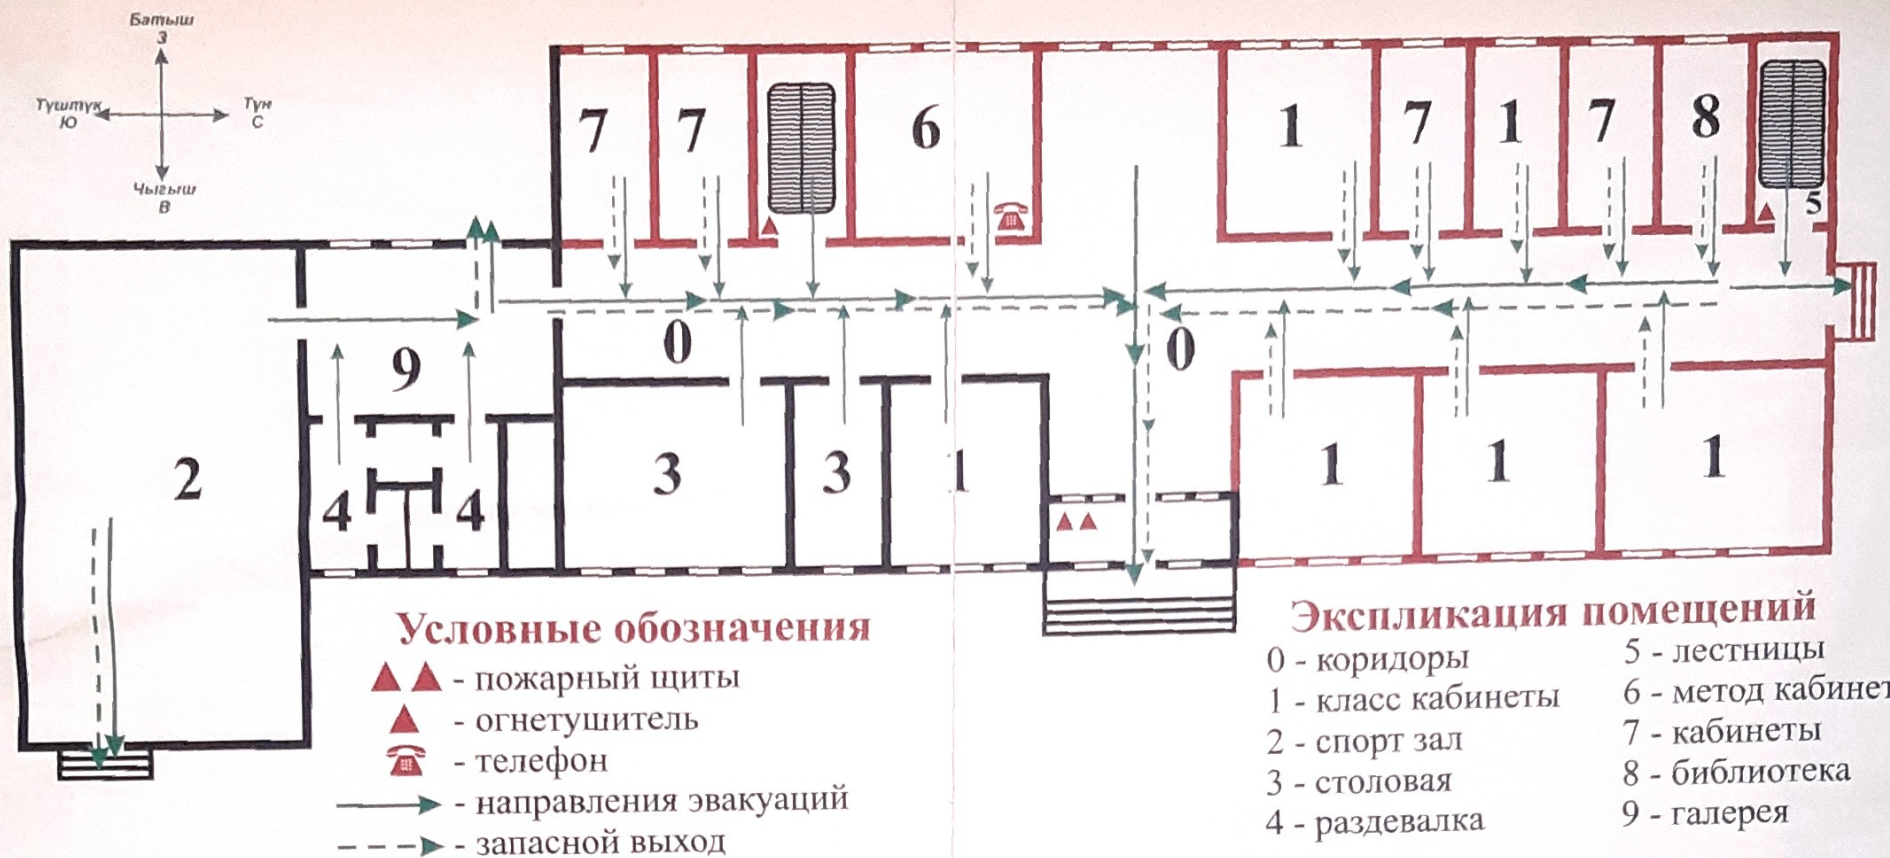 Батыш
З
Түштүк
Ю
Түн
С
Чыгыш
В
7
7
6
1
7
1
7
8
5
0
0
9
2
4
4
3
3
1
1
1
1
Условные обозначения
- пожарный щиты
- огнетушитель
- телефон
- направления эвакуаций
- запасной выход
Экспликация помещений
0 - коридоры
1 - класс кабинеты
2 - спорт зал
3 - столовая
4 - раздевалка
5 - лестницы
6 - метод кабинет
7 - кабинеты
8 - библиотека
9 - галерея